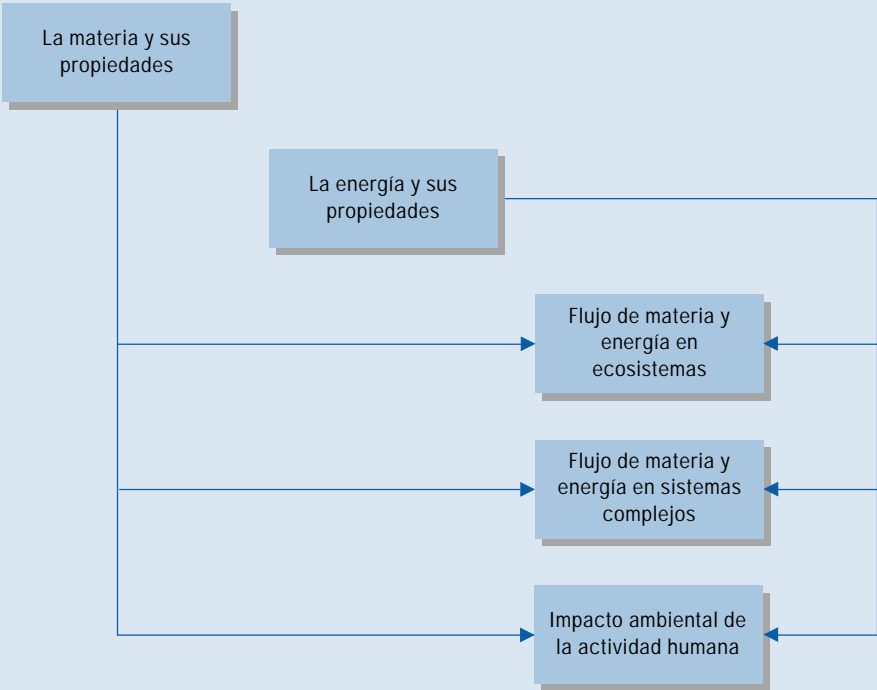 La materia y sus
propiedades
La energía y sus
propiedades
Flujo de materia y
energía en
ecosistemas
Flujo de materia y
energía en sistemas
complejos
Impacto ambiental de
la actividad humana